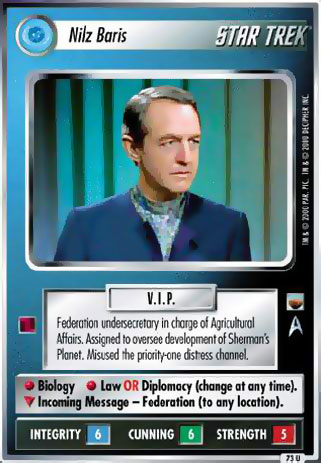 Nilz Baris
STAR TREK
TM & © 2000 PAR. PIC. TM & © 2000 DECIPHER INC.
V.I.P.
Federation undersecretary in charge of Agricultural
Affairs. Assigned to oversee development of Sherman's
Planet. Misused the priority-one distress channel.
Biology Law OR Diplomacy (change at any time).
Incoming Message – Federation (to any location).
INTEGRITY 6 CUNNING 6 STRENGTH 5
73 U